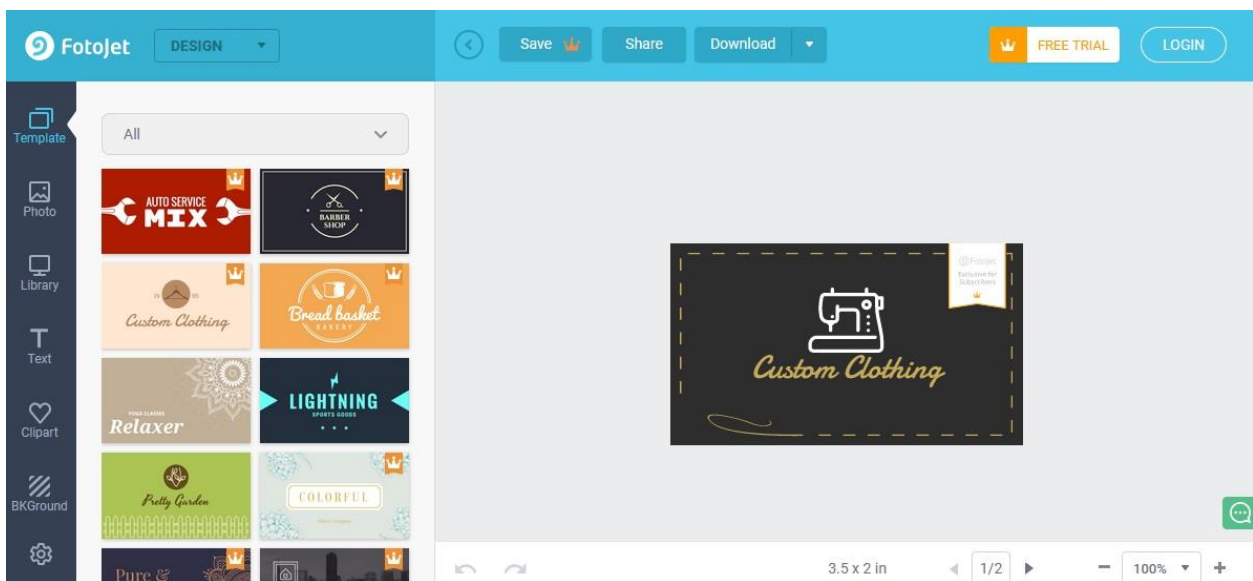 FotoJet
DESIGN
Save
Share
Download
FREE TRIAL
LOGIN
Template
Photo
Library
Text
Clipart
BKGround
All
AUTO SERVICE
MIX
BARBER
SHOP
Custom Clothing
Bread basket
BAKERY
YOGA CLASSES
Relaxer
LIGHTNING
SPORTS GOODS
Pretty Garden
COLORFUL
Pure &
FotoJet
Exclusive for
Subscribers
Custom Clothing
3.5 x 2 in
1/2
100%